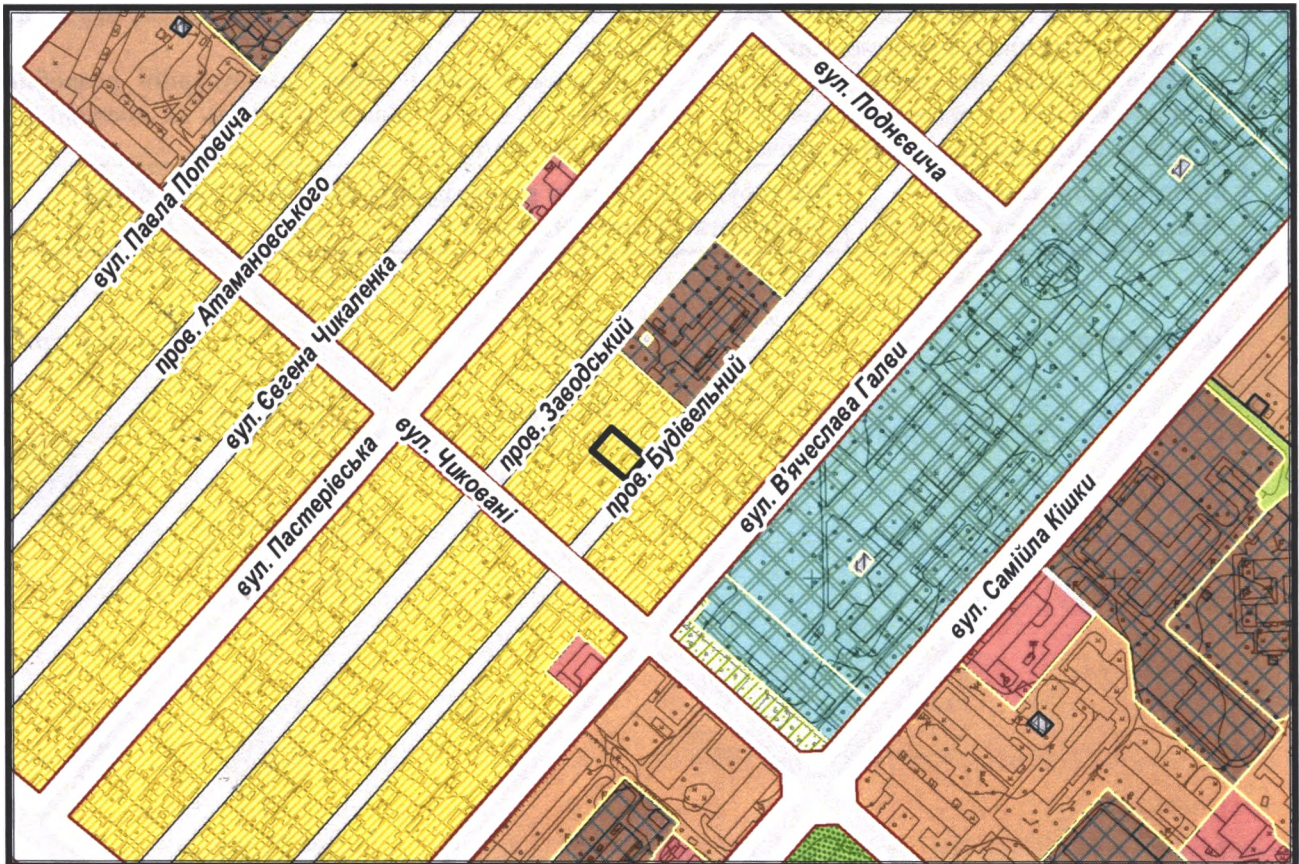 вул. Поднєвича
вул. Павла Поповича
пров. Атамановського
вул. Євгена Чикаленка
пров. Заводський
пров. Будівельний
вул. В'ячеслава Галви
вул. Чиковані
вул. Пастерівська
вул. Самійла Кішки